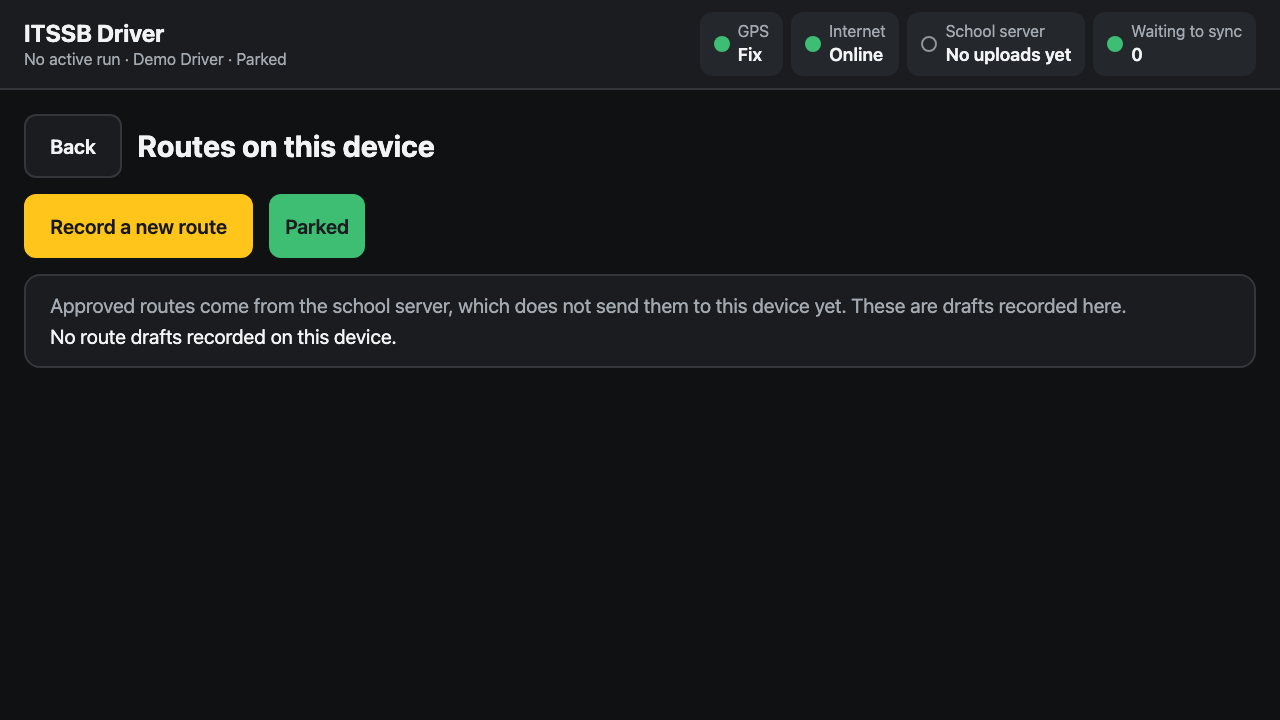 ITSSB Driver
No active run · Demo Driver · Parked
GPS
Fix
Internet
Online
School server
No uploads yet
Waiting to sync
0
Back
Routes on this device
Record a new route
Parked
Approved routes come from the school server, which does not send them to this device yet. These are drafts recorded here.
No route drafts recorded on this device.